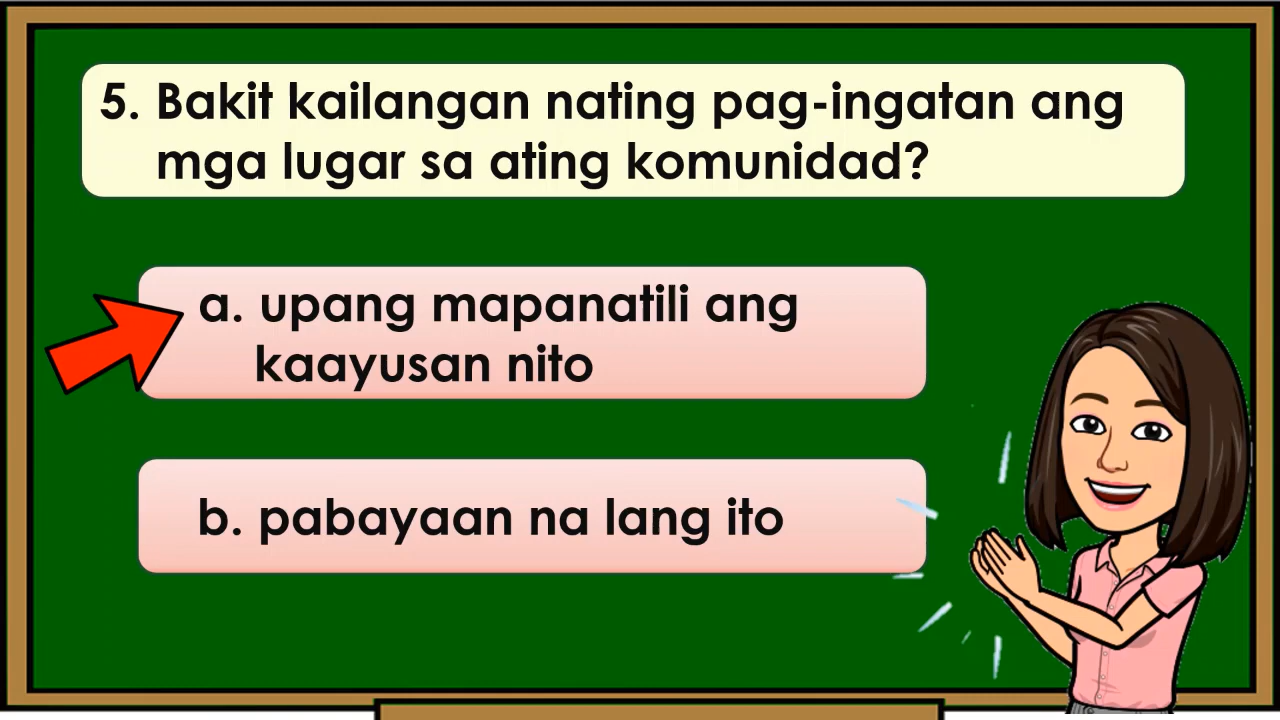 5. Bakit kailangan nating pag-ingatan ang
mga lugar sa ating komunidad?
a. upang mapanatili ang
kaayusan nito
b. pabayaan na lang ito